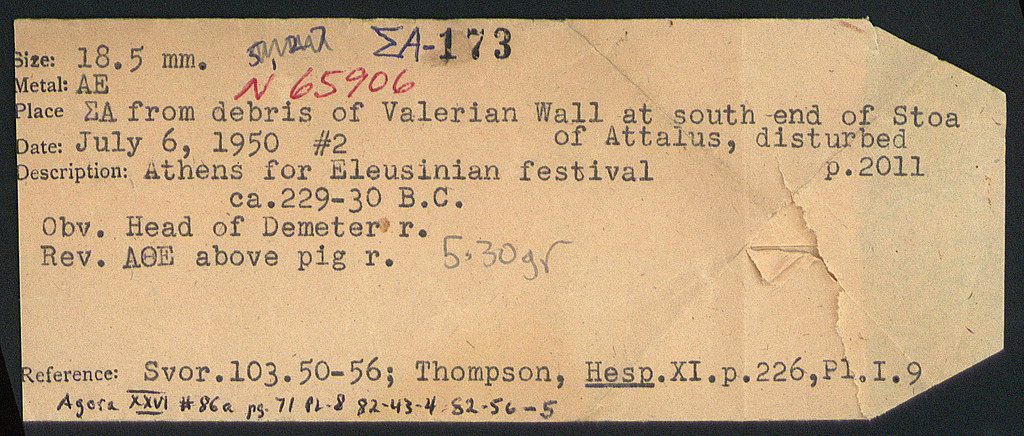 Size: 18.5 mm. ΣΑ-173
Metal: AE N 65906
Place ΣΑ from debris of Valerian Wall at south end of Stoa
of Attalus, disturbed
Date: July 6, 1950 #2
Description: Athens for Eleusinian festival p.2011
ca.229-30 B.C.
Obv. Head of Demeter r.
Rev. ΑΘΕ above pig r. 5.30gr
Reference: Svor.103.50-56; Thompson, Hesp.XI.p.226,Pl.I.9
Agora XXVI #86a pg. 71 PL-8 82-43-4 82-56-5